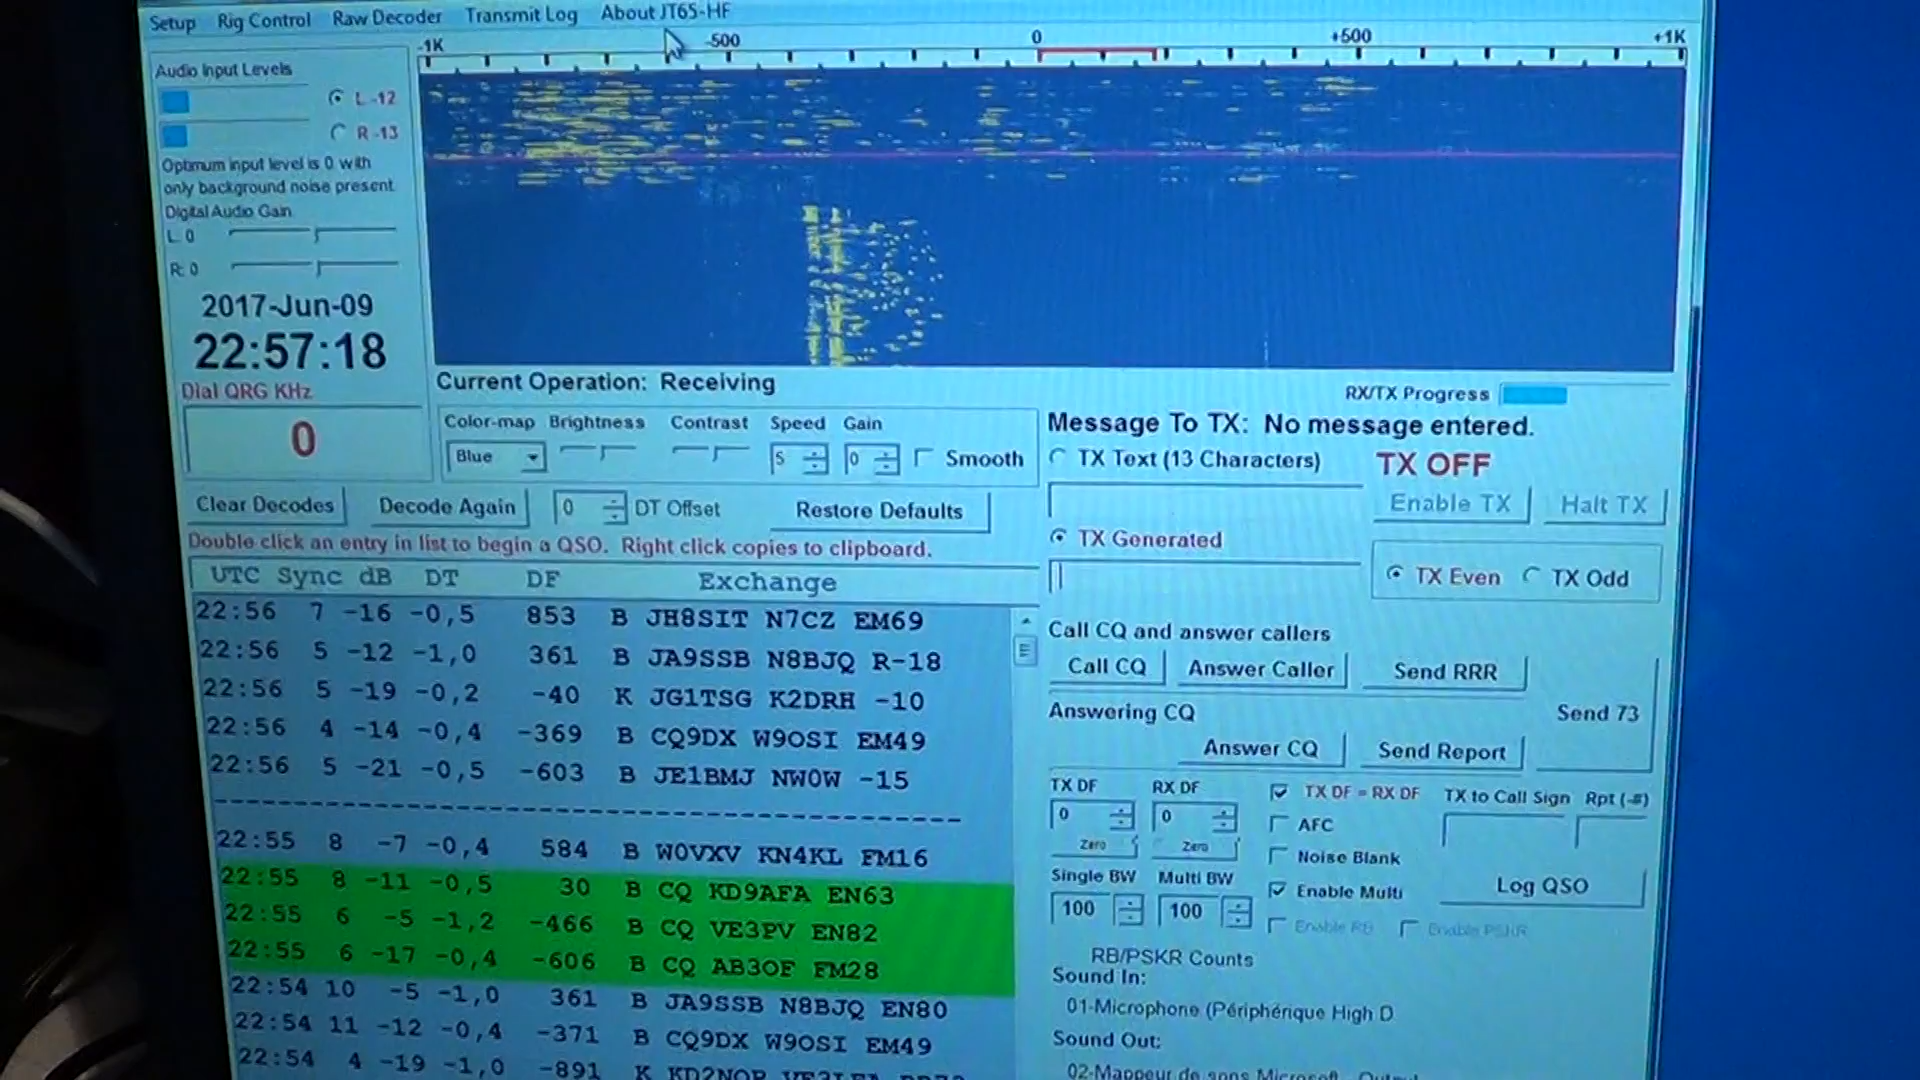 Setup Rig Control Raw Decoder Transmit Log About JT65-HF
-1K -500 0 +500 +1K
Audio Input Levels
L -12
R -13
Optimum input level is 0 with
only background noise present
Digital Audio Gain
L: 0
R: 0
2017-Jun-09
22:57:18
Dial QRG KHz
0
Current Operation: Receiving
RX/TX Progress
Color-map Brightness Contrast Speed Gain
Blue 5 0 Smooth
Clear Decodes Decode Again 0 DT Offset Restore Defaults
Double click an entry in list to begin a QSO. Right click copies to clipboard.
UTC Sync dB DT DF Exchange
22:56 7 -16 -0,5 853 B JH8SIT N7CZ EM69
22:56 5 -12 -1,0 361 B JA9SSB N8BJQ R-18
22:56 5 -19 -0,2 -40 K JG1TSG K2DRH -10
22:56 4 -14 -0,4 -369 B CQ9DX W9OSI EM49
22:56 5 -21 -0,5 -603 B JE1BMJ NW0W -15
22:55 8 -7 -0,4 584 B W0VXV KN4KL FM16
22:55 8 -11 -0,5 30 B CQ KD9AFA EN63
22:55 6 -5 -1,2 -466 B CQ VE3PV EN82
22:55 6 -17 -0,4 -606 B CQ AB3OF FM28
22:54 10 -5 -1,0 361 B JA9SSB N8BJQ EN80
22:54 11 -12 -0,4 -371 B CQ9DX W9OSI EM49
22:54 4 -19 -1,0 -891 K
Message To TX: No message entered.
TX Text (13 Characters)
TX OFF
Enable TX Halt TX
TX Generated
TX Even TX Odd
Call CQ and answer callers
Call CQ Answer Caller Send RRR
Answering CQ
Send 73
Answer CQ Send Report
TX DF RX DF TX DF = RX DF TX to Call Sign Rpt (-#)
0 0 AFC
Zero Zero
Noise Blank
Single BW Multi BW Enable Multi Log QSO
100 100
Enable RB Enable PSKR
RB/PSKR Counts
Sound In:
01-Microphone (Périphérique High D
Sound Out:
02-Mappeur de sons Microsoft - Output